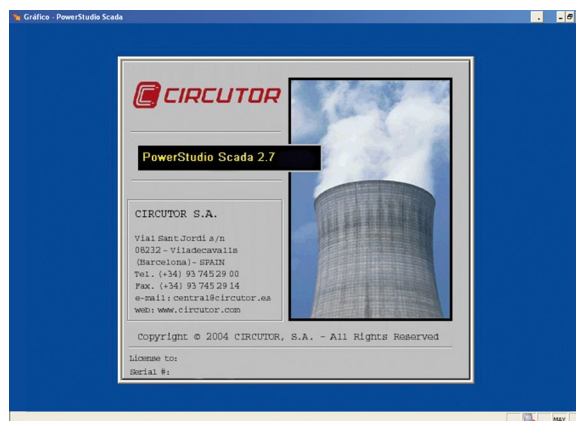 Gráfico - PowerStudio Scada
CIRCUTOR
PowerStudio Scada 2.7
CIRCUTOR S.A.
Vial Sant Jordi s/n
08232 - Viladecavalls
(Barcelona) - SPAIN
Tel. (+34) 93 745 29 00
Fax. (+34) 93 745 29 14
e-mail: central@circutor.es
web: www.circutor.com
Copyright © 2004 CIRCUTOR, S.A. - All Rights Reserved
License to:
Serial #:
MAY